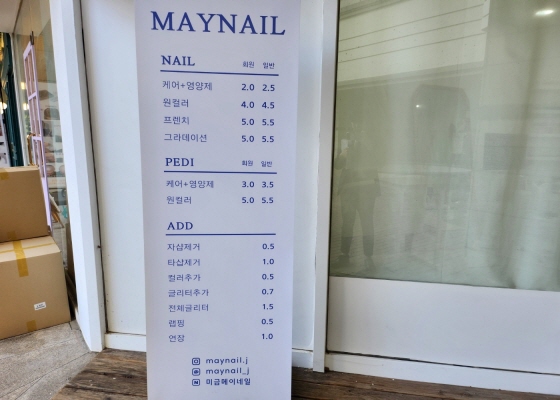 MAYNAIL
NAIL 회원 일반
케어+영양제 2.0 2.5
원컬러 4.0 4.5
프렌치 5.0 5.5
그라데이션 5.0 5.5
PEDI 회원 일반
케어+영양제 3.0 3.5
원컬러 5.0 5.5
ADD
자샵제거 0.5
타샵제거 1.0
컬러추가 0.5
글리터추가 0.7
전체글리터 1.5
랩핑 0.5
연장 1.0
maynail.j
maynail_j
미금메이네일